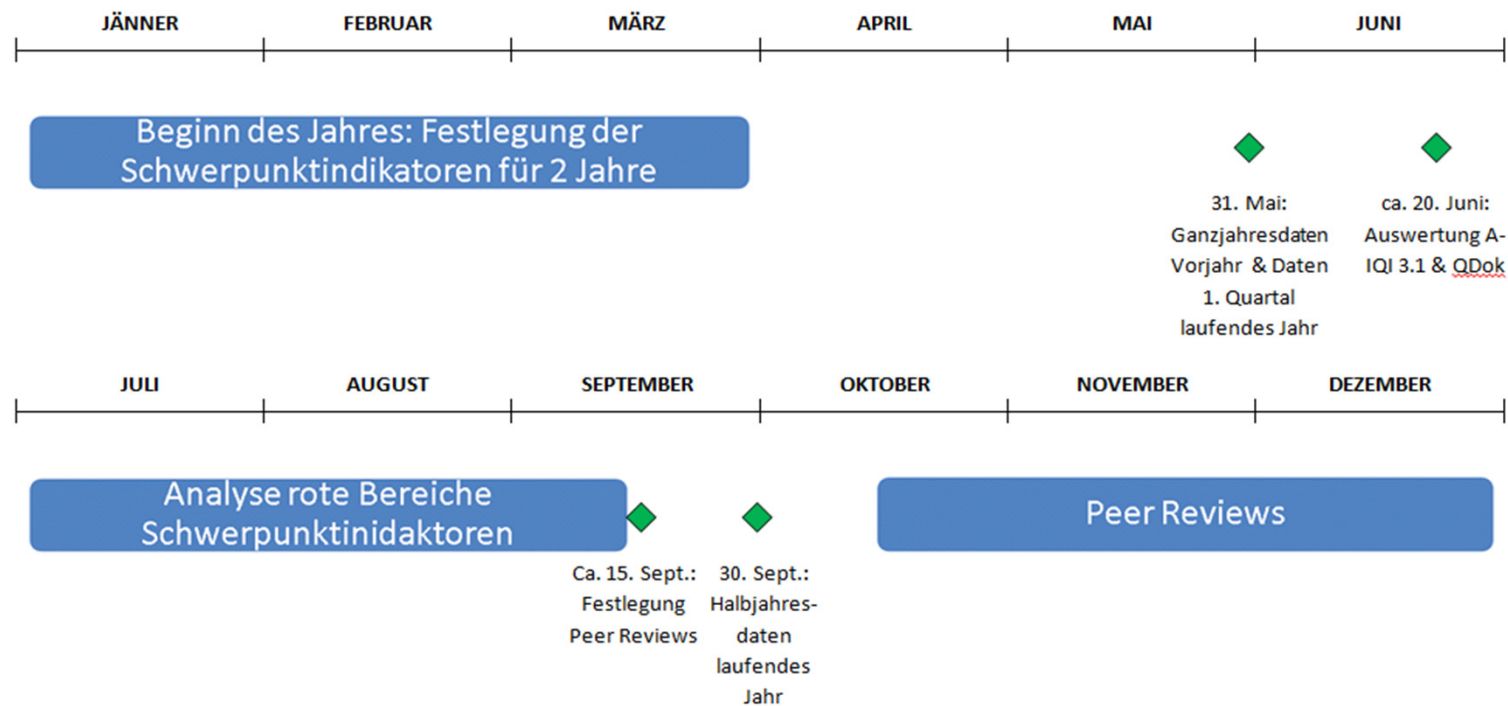 JÄNNER FEBRUAR MÄRZ APRIL MAI JUNI
Beginn des Jahres: Festlegung der
Schwerpunktindikatoren für 2 Jahre
31. Mai:
Ganzjahresdaten
Vorjahr & Daten
1. Quartal
laufendes Jahr
ca. 20. Juni:
Auswertung A-
IQI 3.1 & QDok
JULI AUGUST SEPTEMBER OKTOBER NOVEMBER DEZEMBER
Analyse rote Bereiche
Schwerpunktinidaktoren
Ca. 15. Sept.:
Festlegung
Peer Reviews
30. Sept.:
Halbjahres-
daten
laufendes
Jahr
Peer Reviews